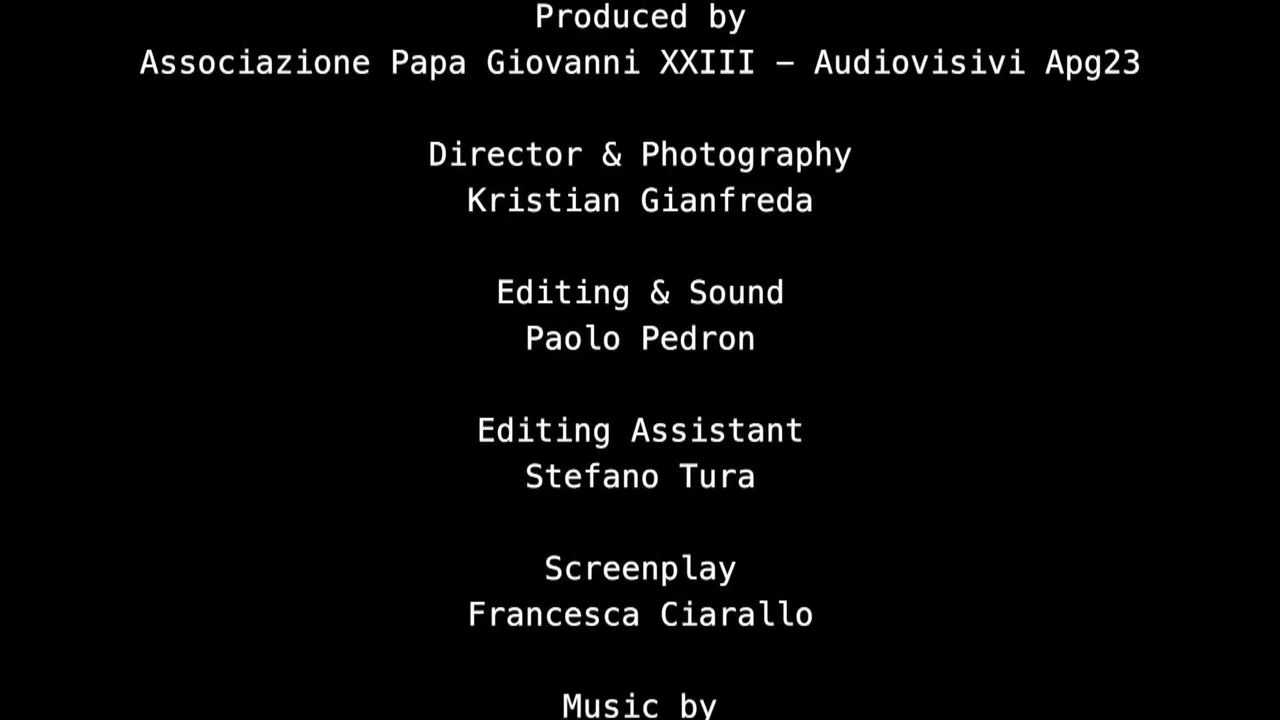 Produced by
Associazione Papa Giovanni XXIII – Audiovisivi Apg23
Director & Photography
Kristian Gianfreda
Editing & Sound
Paolo Pedron
Editing Assistant
Stefano Tura
Screenplay
Francesca Ciarallo
Music by